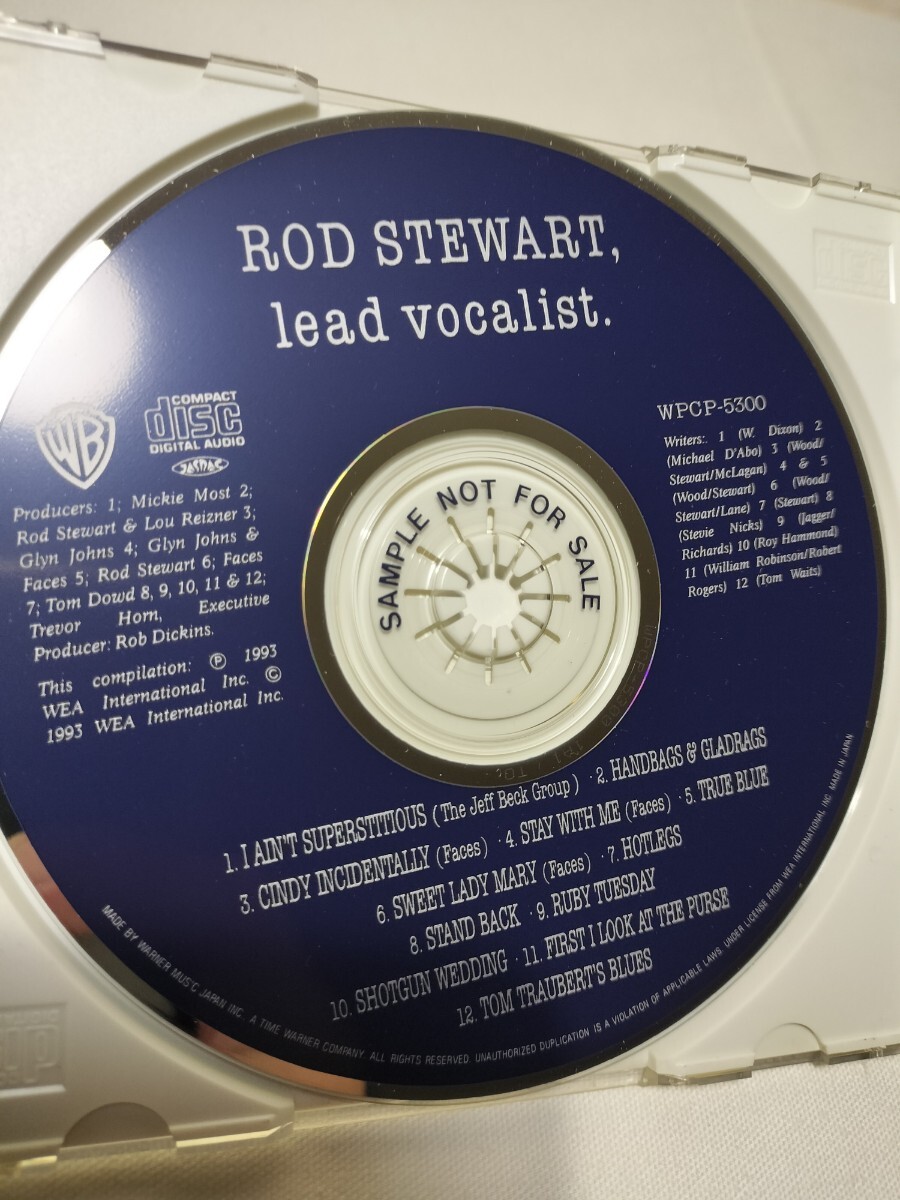 ROD STEWART,
lead vocalist.
WB
COMPACT
disc
DIGITAL AUDIO
JASRAC
Producers: 1; Mickie Most 2;
Rod Stewart & Lou Reizner 3;
Glyn Johns 4; Glyn Johns &
Faces 5; Rod Stewart 6; Faces
7; Tom Dowd 8, 9, 10, 11 & 12;
Trevor Horn, Executive
Producer: Rob Dickins.
This compilation: ℗ 1993
WEA International Inc. ©
1993 WEA International Inc.
WPCP-5300
Writers: 1 (W. Dixon) 2
(Michael D'Abo) 3 (Wood/
Stewart/McLagan) 4 & 5
(Wood/Stewart) 6 (Wood/
Stewart/Lane) 7 (Stewart) 8
(Stevie Nicks) 9 (Jagger/
Richards) 10 (Roy Hammond)
11 (William Robinson/Robert
Rogers) 12 (Tom Waits)
SAMPLE NOT FOR SALE
1. I AIN'T SUPERSTITIOUS (The Jeff Beck Group) · 2. HANDBAGS & GLADRAGS
3. CINDY INCIDENTALLY (Faces) · 4. STAY WITH ME (Faces) · 5. TRUE BLUE
6. SWEET LADY MARY (Faces) · 7. HOTLEGS
8. STAND BACK · 9. RUBY TUESDAY
10. SHOTGUN WEDDING · 11. FIRST I LOOK AT THE PURSE
12. TOM TRAUBERT'S BLUES
MADE BY WARNER MUSIC JAPAN INC. A TIME WARNER COMPANY. ALL RIGHTS RESERVED. UNAUTHORIZED DUPLICATION IS A VIOLATION OF APPLICABLE LAWS. UNDER LICENSE FROM WEA INTERNATIONAL INC. MADE IN JAPAN